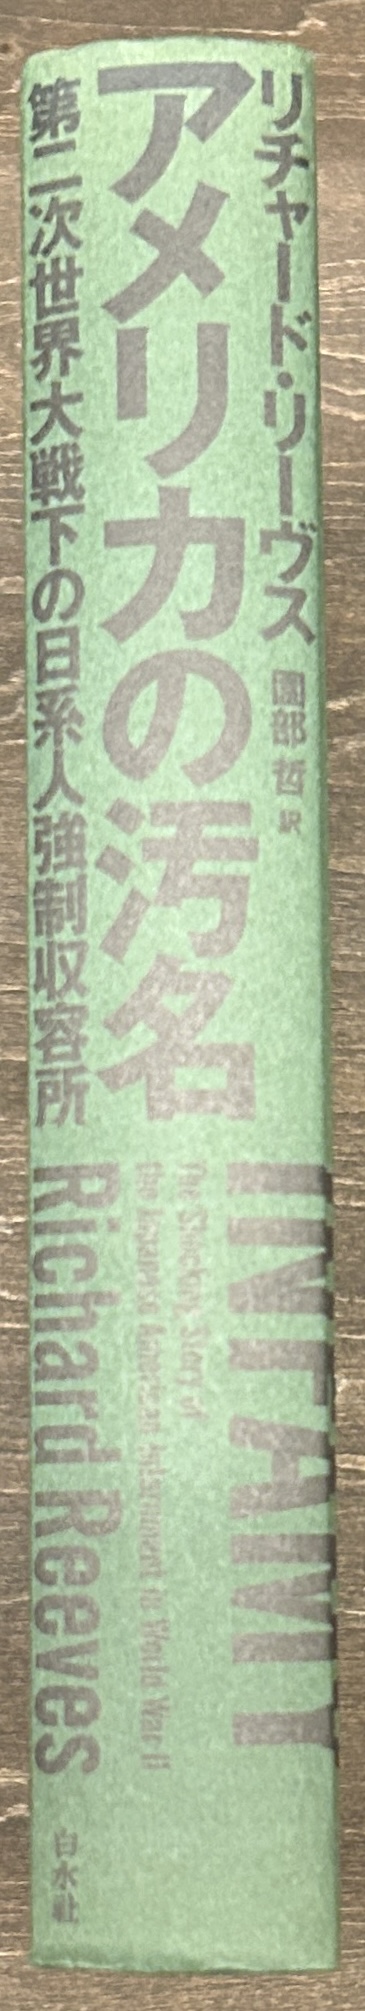 リチャード・リーヴス 園部 哲 訳
アメリカの汚名
第二次世界大戦下の日系人強制収容所
INFAMY
The Shocking Story of
the Japanese American Internment in World War II
Richard Reeves
白水社